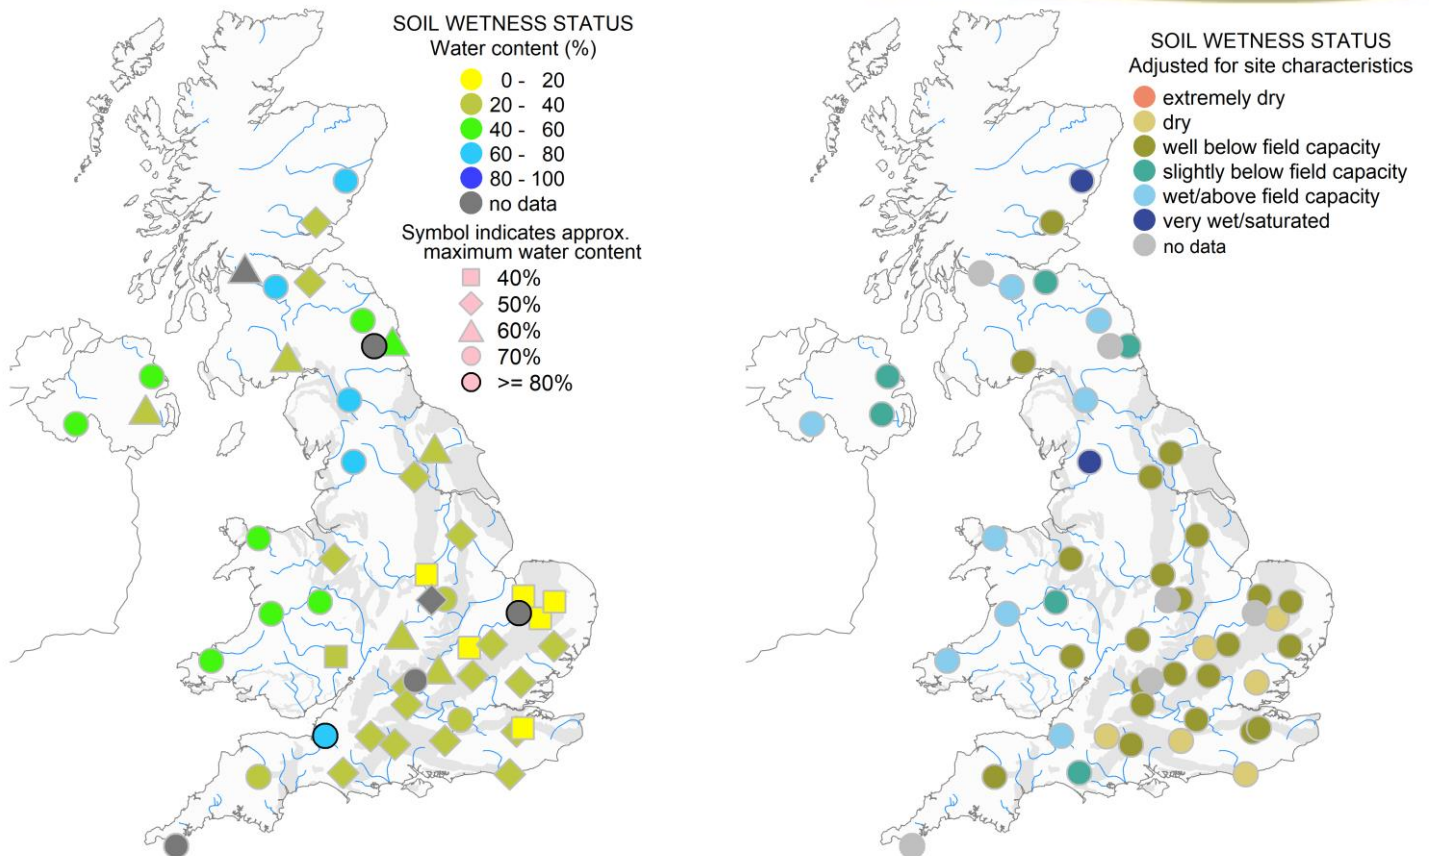 SOIL WETNESS STATUS
Water content (%)
0 - 20
20 - 40
40 - 60
60 - 80
80 - 100
no data
Symbol indicates approx.
maximum water content
40%
50%
60%
70%
>= 80%
SOIL WETNESS STATUS
Adjusted for site characteristics
extremely dry
dry
well below field capacity
slightly below field capacity
wet/above field capacity
very wet/saturated
no data